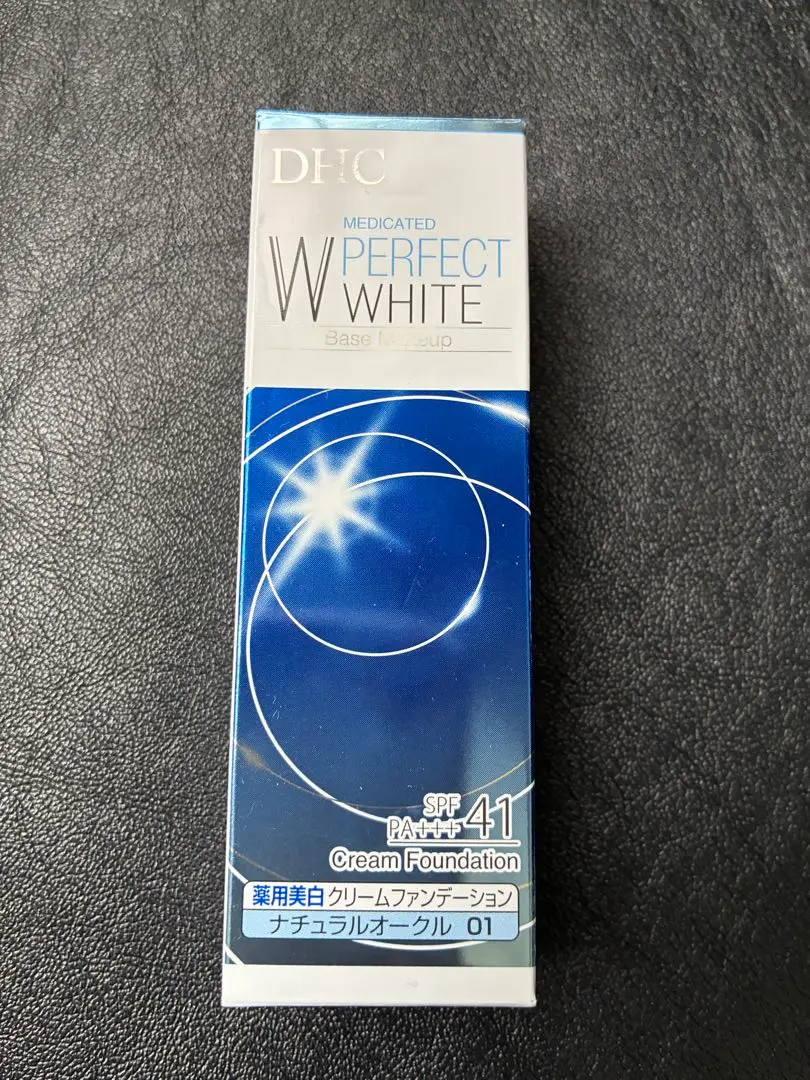 DHC
MEDICATED
W PERFECT
WHITE
Base Makeup
SPF
PA+++ 41
Cream Foundation
薬用美白クリームファンデーション
ナチュラルオークル 01